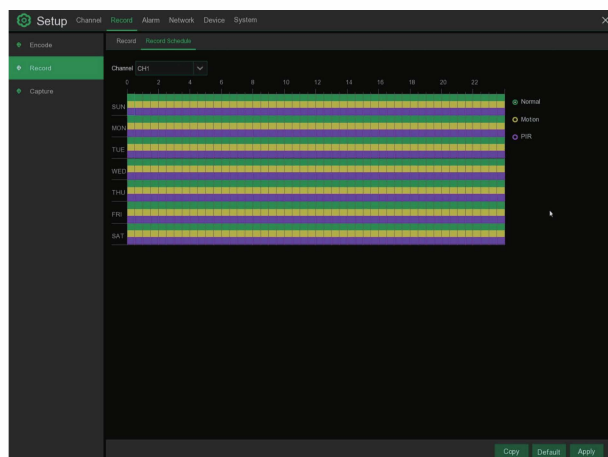 Setup Channel Record Alarm Network Device System
Encode
Record Record Schedule
Record
Channel CH1
Capture
0 2 4 6 8 10 12 14 16 18 20 22
SUN
MON
TUE
WED
THU
FRI
SAT
Normal
Motion
PIR
Copy Default Apply